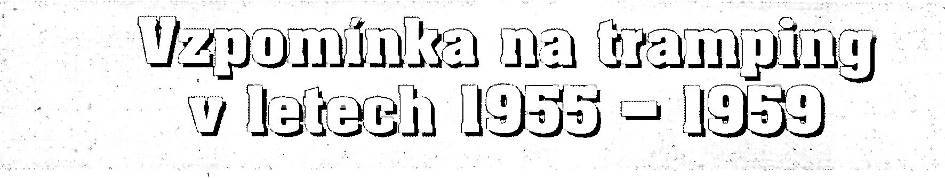 Vzpomínka na tramping
v letech 1955 – 1959